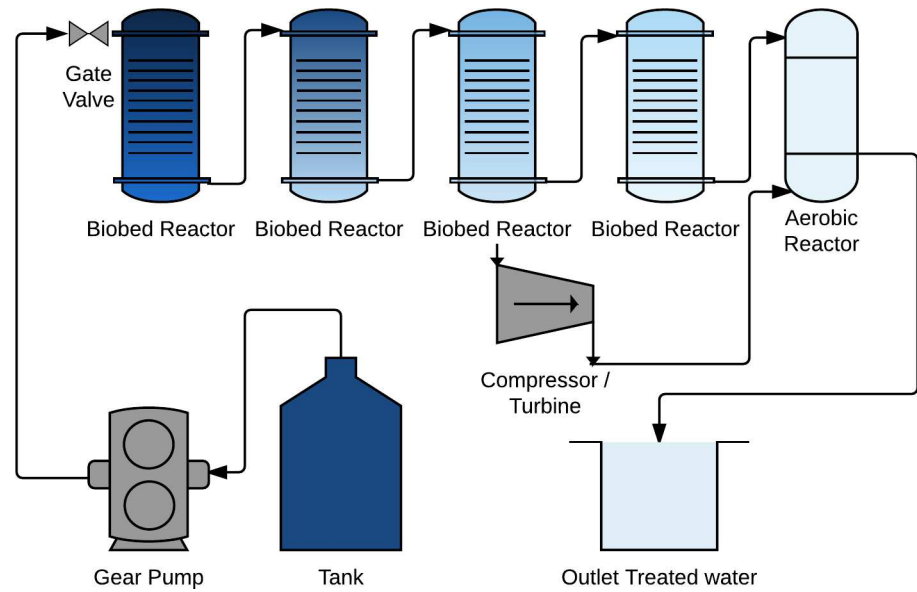 Gate
Valve
Biobed Reactor
Biobed Reactor
Biobed Reactor
Biobed Reactor
Aerobic
Reactor
Compressor /
Turbine
Gear Pump
Tank
Outlet Treated water